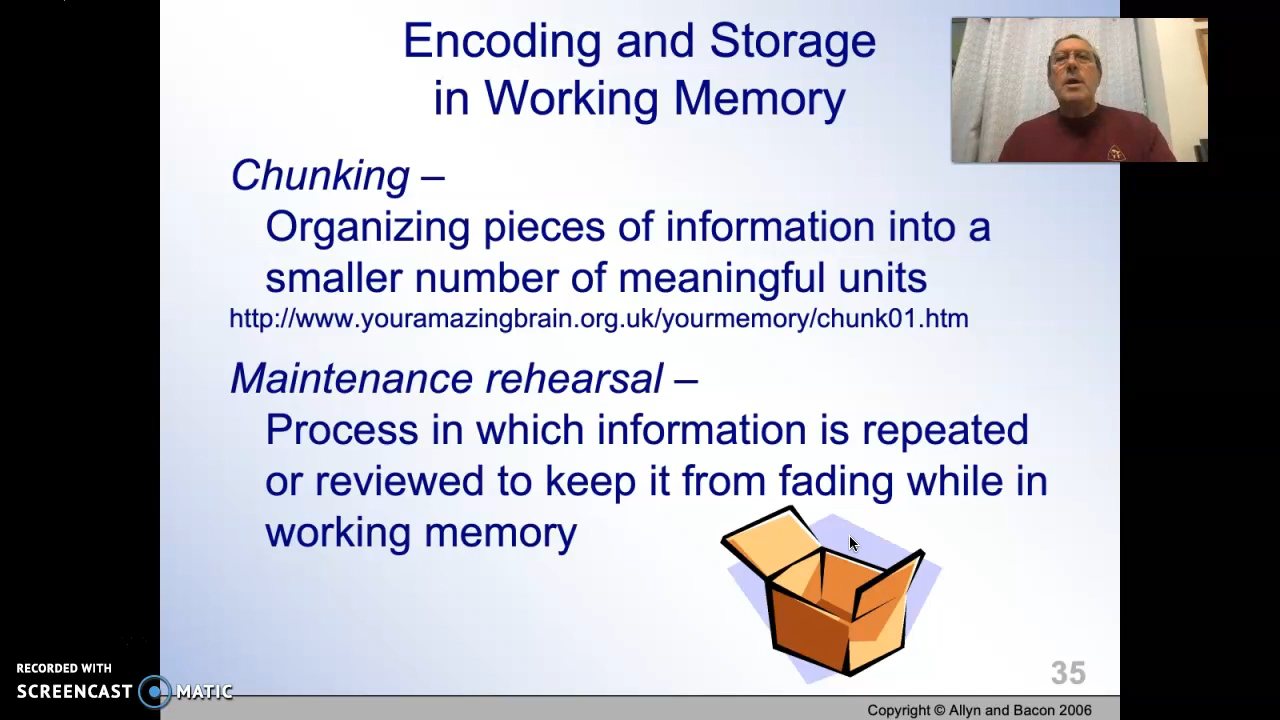 Encoding and Storage
in Working Memory
Chunking –
Organizing pieces of information into a
smaller number of meaningful units
http://www.youramazingbrain.org.uk/yourmemory/chunk01.htm
Maintenance rehearsal –
Process in which information is repeated
or reviewed to keep it from fading while in
working memory
35
RECORDED WITH
SCREENCAST MATIC
Copyright © Allyn and Bacon 2006